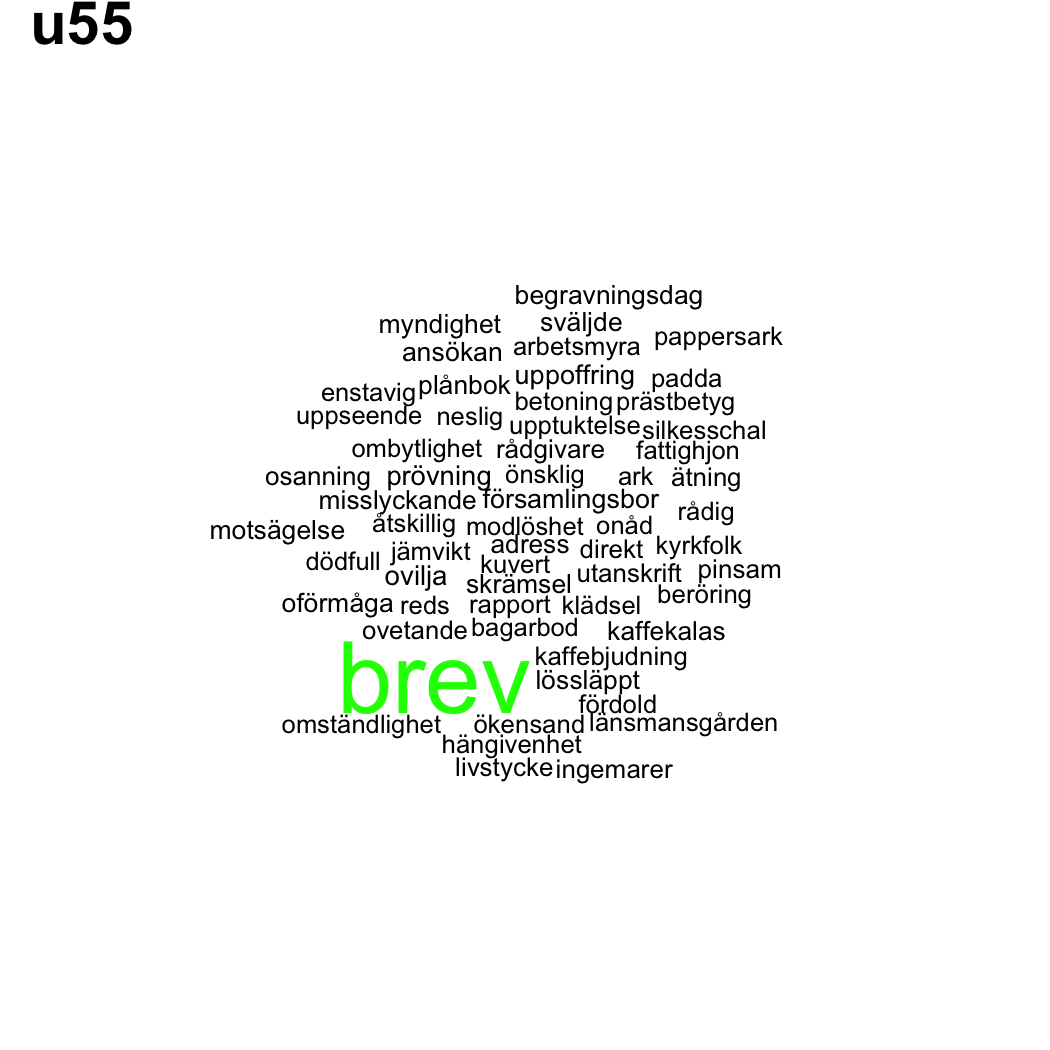 u55
begravningsdag
myndighet sväljde pappersark
ansökan arbetsmyra
enstavig plånbok uppoffring padda
uppseende neslig betoning prästbetyg
upptuktelse silkesschal
ombytlighet rådgivare fattighjon
osanning prövning önsklig ark ätning
misslyckande församlingsbor rådig
motsägelse åtskillig modlöshet onåd
dödfull jämvikt adress direkt kyrkfolk
ovilja kuvert utanskrift pinsam
skrämsel beröring
oförmåga reds rapport klädsel
ovetande bagarbod kaffekalas
brev kaffebjudning
lössläppt
fördold
omständlighet ökensand länsmansgården
hängivenhet
livstycke ingemarer